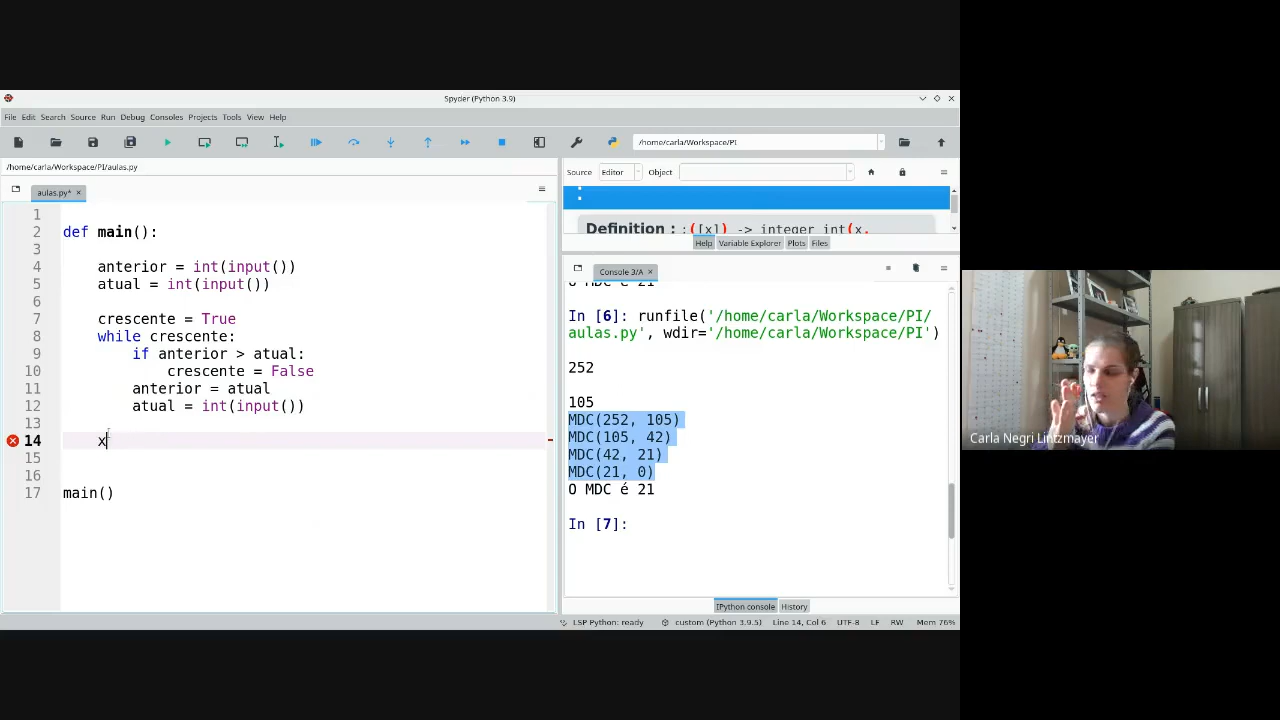 Spyder (Python 3.9)
File Edit Search Source Run Debug Consoles Projects Tools View Help
/home/carla/Workspace/PI
/home/carla/Workspace/PI/aulas.py
aulas.py*
1
2 def main():
3
4 anterior = int(input())
5 atual = int(input())
6
7 crescente = True
8 while crescente:
9 if anterior > atual:
10 crescente = False
11 anterior = atual
12 atual = int(input())
13
14 x
15
16
17 main()
Source Editor Object
:
Definition : :([x]) -> integer int(x,
Help Variable Explorer Plots Files
Console 3/A
O MDC é 21
In [6]: runfile('/home/carla/Workspace/PI/
aulas.py', wdir='/home/carla/Workspace/PI')
252
105
MDC(252, 105)
MDC(105, 42)
MDC(42, 21)
MDC(21, 0)
O MDC é 21
In [7]:
IPython console History
LSP Python: ready custom (Python 3.9.5) Line 14, Col 6 UTF-8 LF RW Mem 76%
Carla Negri Lintzmayer